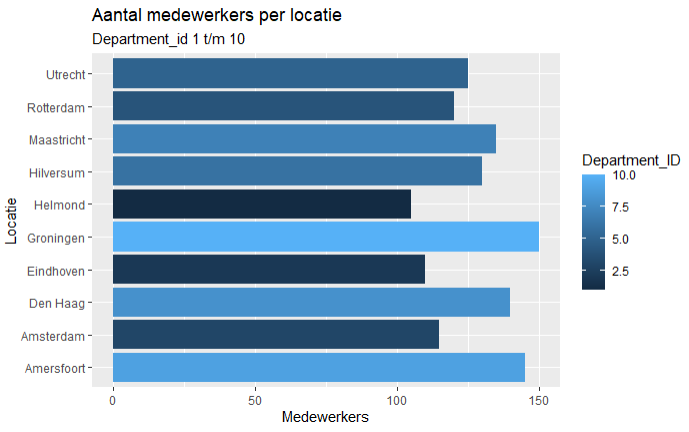 Aantal medewerkers per locatie
Department_id 1 t/m 10
Locatie
Utrecht
Rotterdam
Maastricht
Hilversum
Helmond
Groningen
Eindhoven
Den Haag
Amsterdam
Amersfoort
0 50 100 150
Medewerkers
Department_ID
10.0
7.5
5.0
2.5